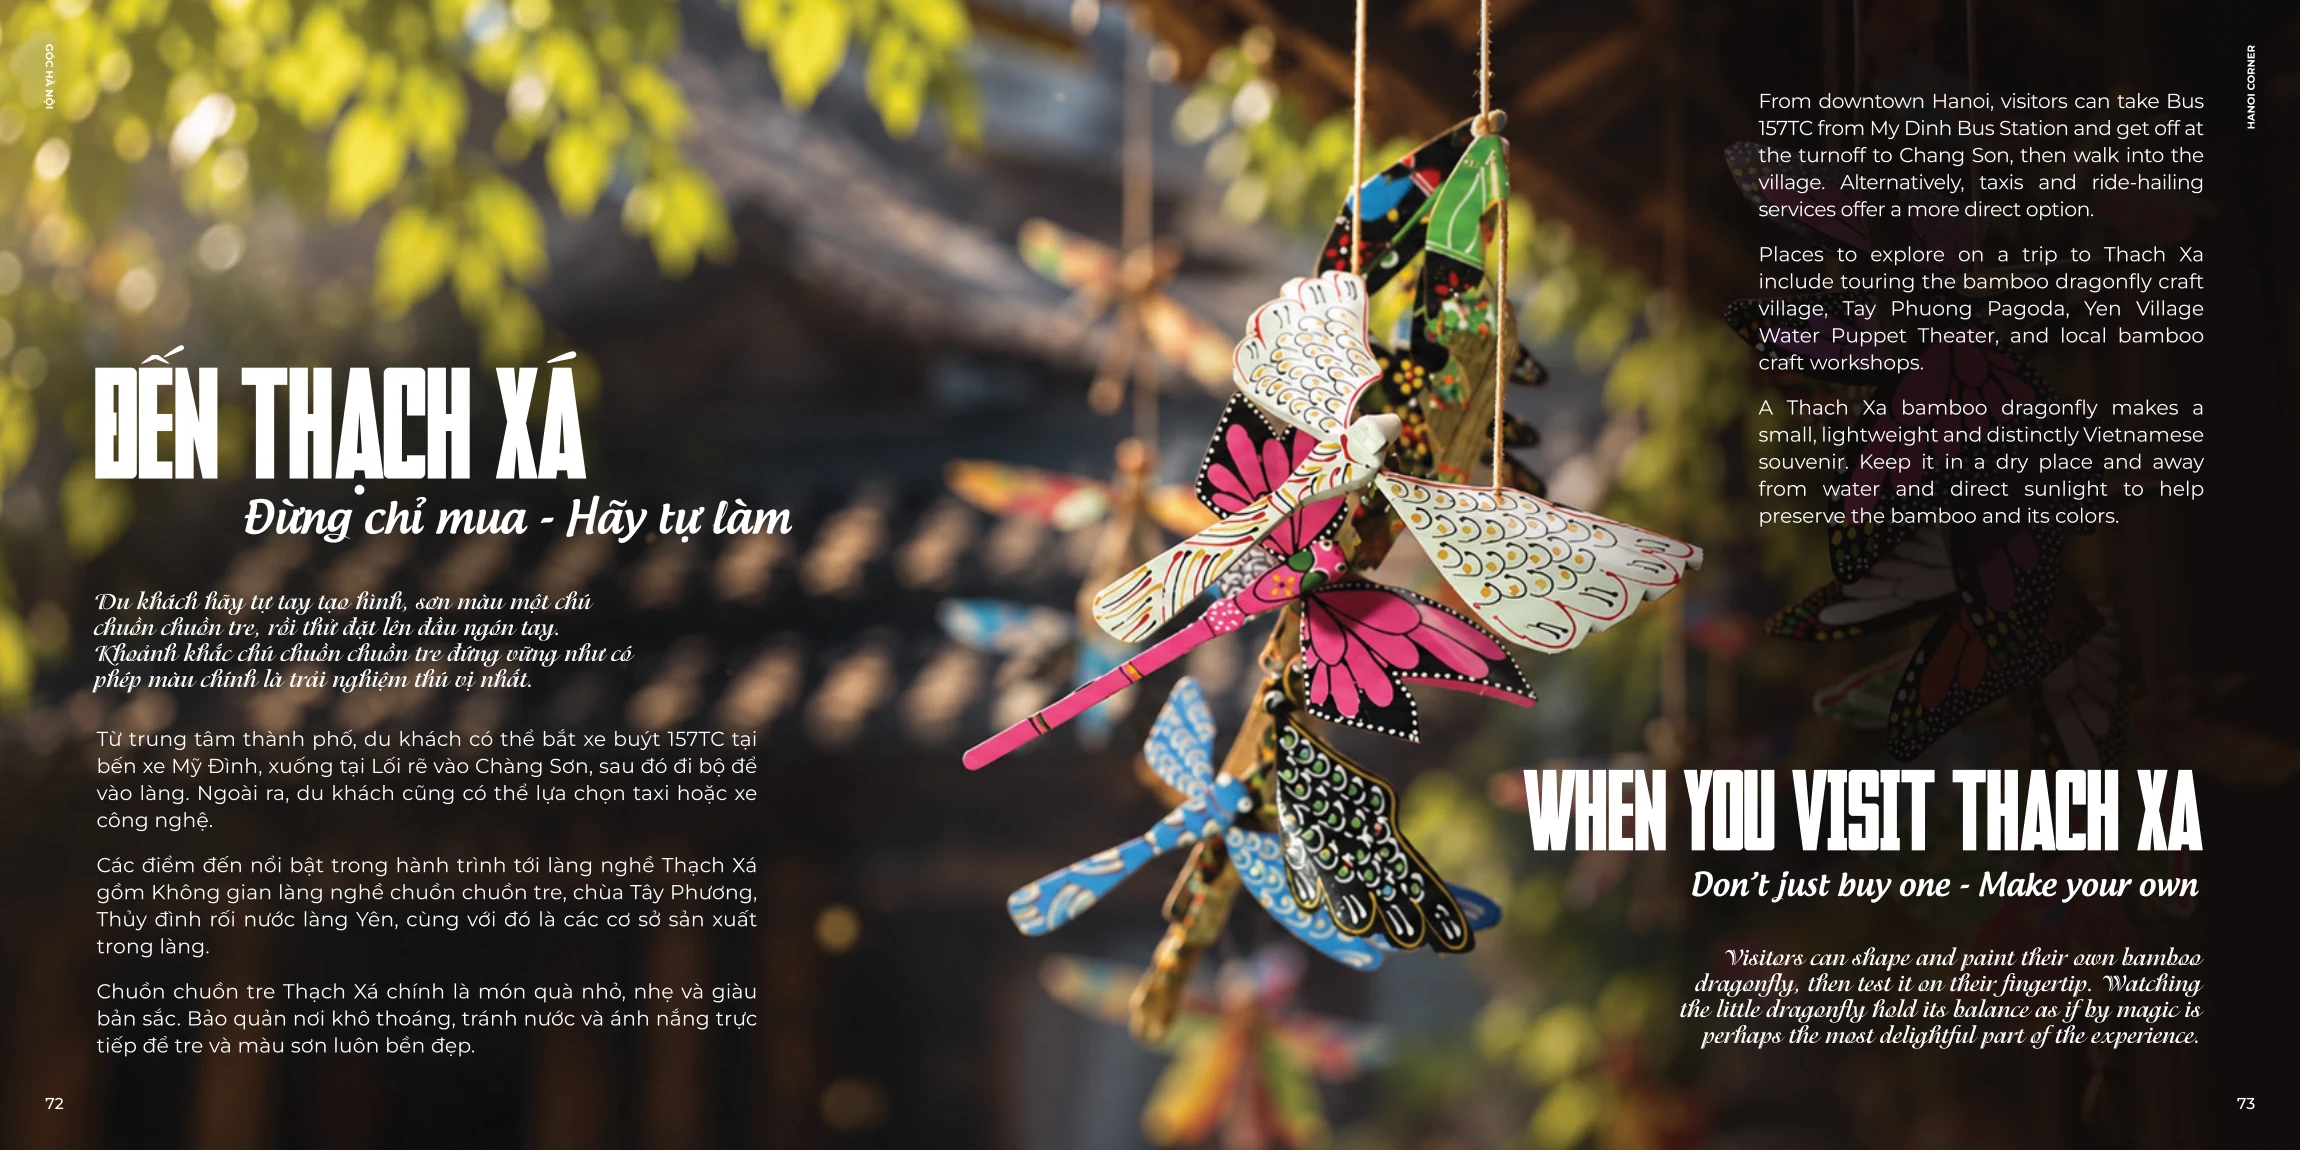 GÓC HÀ NỘI
ĐẾN THẠCH XÁ
Đừng chỉ mua - Hãy tự làm
Du khách hãy tự tay tạo hình, sơn màu một chú
chuồn chuồn tre, rồi thử đặt lên đầu ngón tay.
Khoảnh khắc chú chuồn chuồn tre đứng vững như có
phép màu chính là trải nghiệm thú vị nhất.
Từ trung tâm thành phố, du khách có thể bắt xe buýt 157TC tại
bến xe Mỹ Đình, xuống tại Lối rẽ vào Chàng Sơn, sau đó đi bộ để
vào làng. Ngoài ra, du khách cũng có thể lựa chọn taxi hoặc xe
công nghệ.
Các điểm đến nổi bật trong hành trình tới làng nghề Thạch Xá
gồm Không gian làng nghề chuồn chuồn tre, chùa Tây Phương,
Thủy đình rối nước làng Yên, cùng với đó là các cơ sở sản xuất
trong làng.
Chuồn chuồn tre Thạch Xá chính là món quà nhỏ, nhẹ và giàu
bản sắc. Bảo quản nơi khô thoáng, tránh nước và ánh nắng trực
tiếp để tre và màu sơn luôn bền đẹp.
72
HANOI CORNER
From downtown Hanoi, visitors can take Bus
157TC from My Dinh Bus Station and get off at
the turnoff to Chang Son, then walk into the
village. Alternatively, taxis and ride-hailing
services offer a more direct option.
Places to explore on a trip to Thach Xa
include touring the bamboo dragonfly craft
village, Tay Phuong Pagoda, Yen Village
Water Puppet Theater, and local bamboo
craft workshops.
A Thach Xa bamboo dragonfly makes a
small, lightweight and distinctly Vietnamese
souvenir. Keep it in a dry place and away
from water and direct sunlight to help
preserve the bamboo and its colors.
WHEN YOU VISIT THACH XA
Don't just buy one - Make your own
Visitors can shape and paint their own bamboo
dragonfly, then test it on their fingertip. Watching
the little dragonfly hold its balance as if by magic is
perhaps the most delightful part of the experience.
73